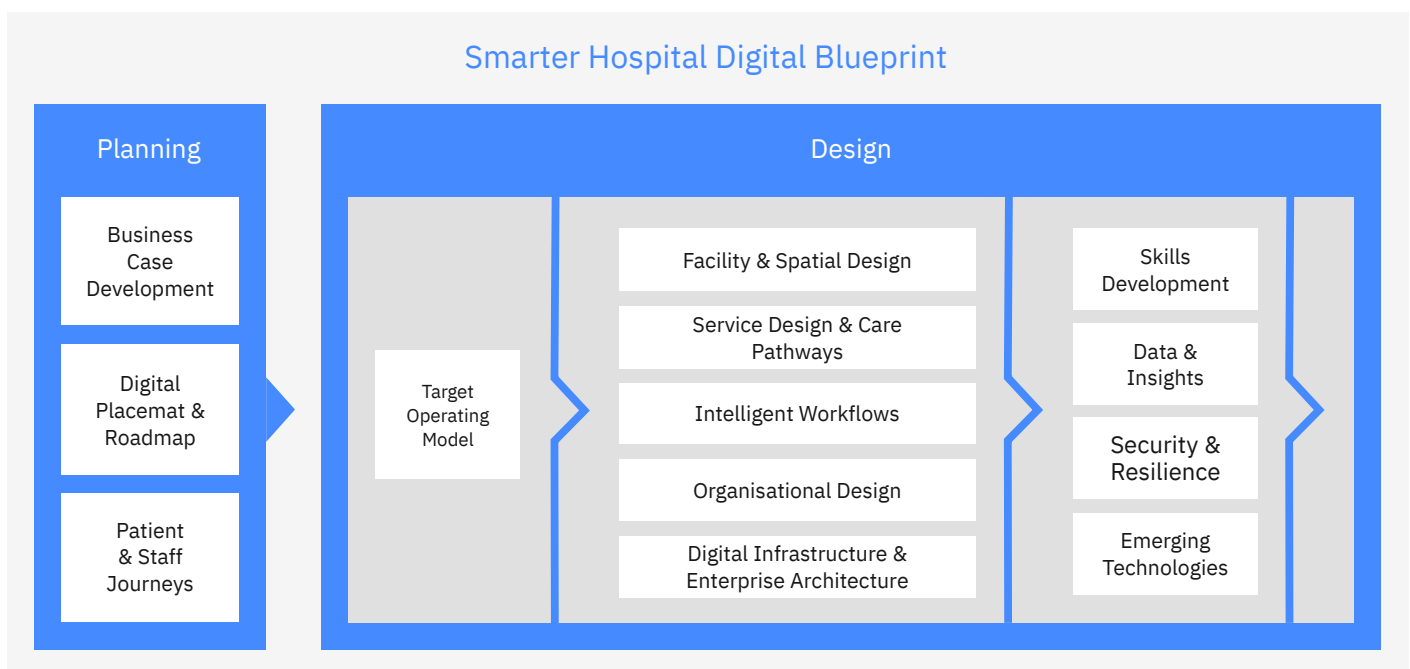 Smarter Hospital Digital Blueprint
Planning
Business
Case
Development
Digital
Placemat &
Roadmap
Patient
& Staff
Journeys
Design
Target
Operating
Model
Facility & Spatial Design
Service Design & Care
Pathways
Intelligent Workflows
Organisational Design
Digital Infrastructure &
Enterprise Architecture
Skills
Development
Data &
Insights
Security &
Resilience
Emerging
Technologies